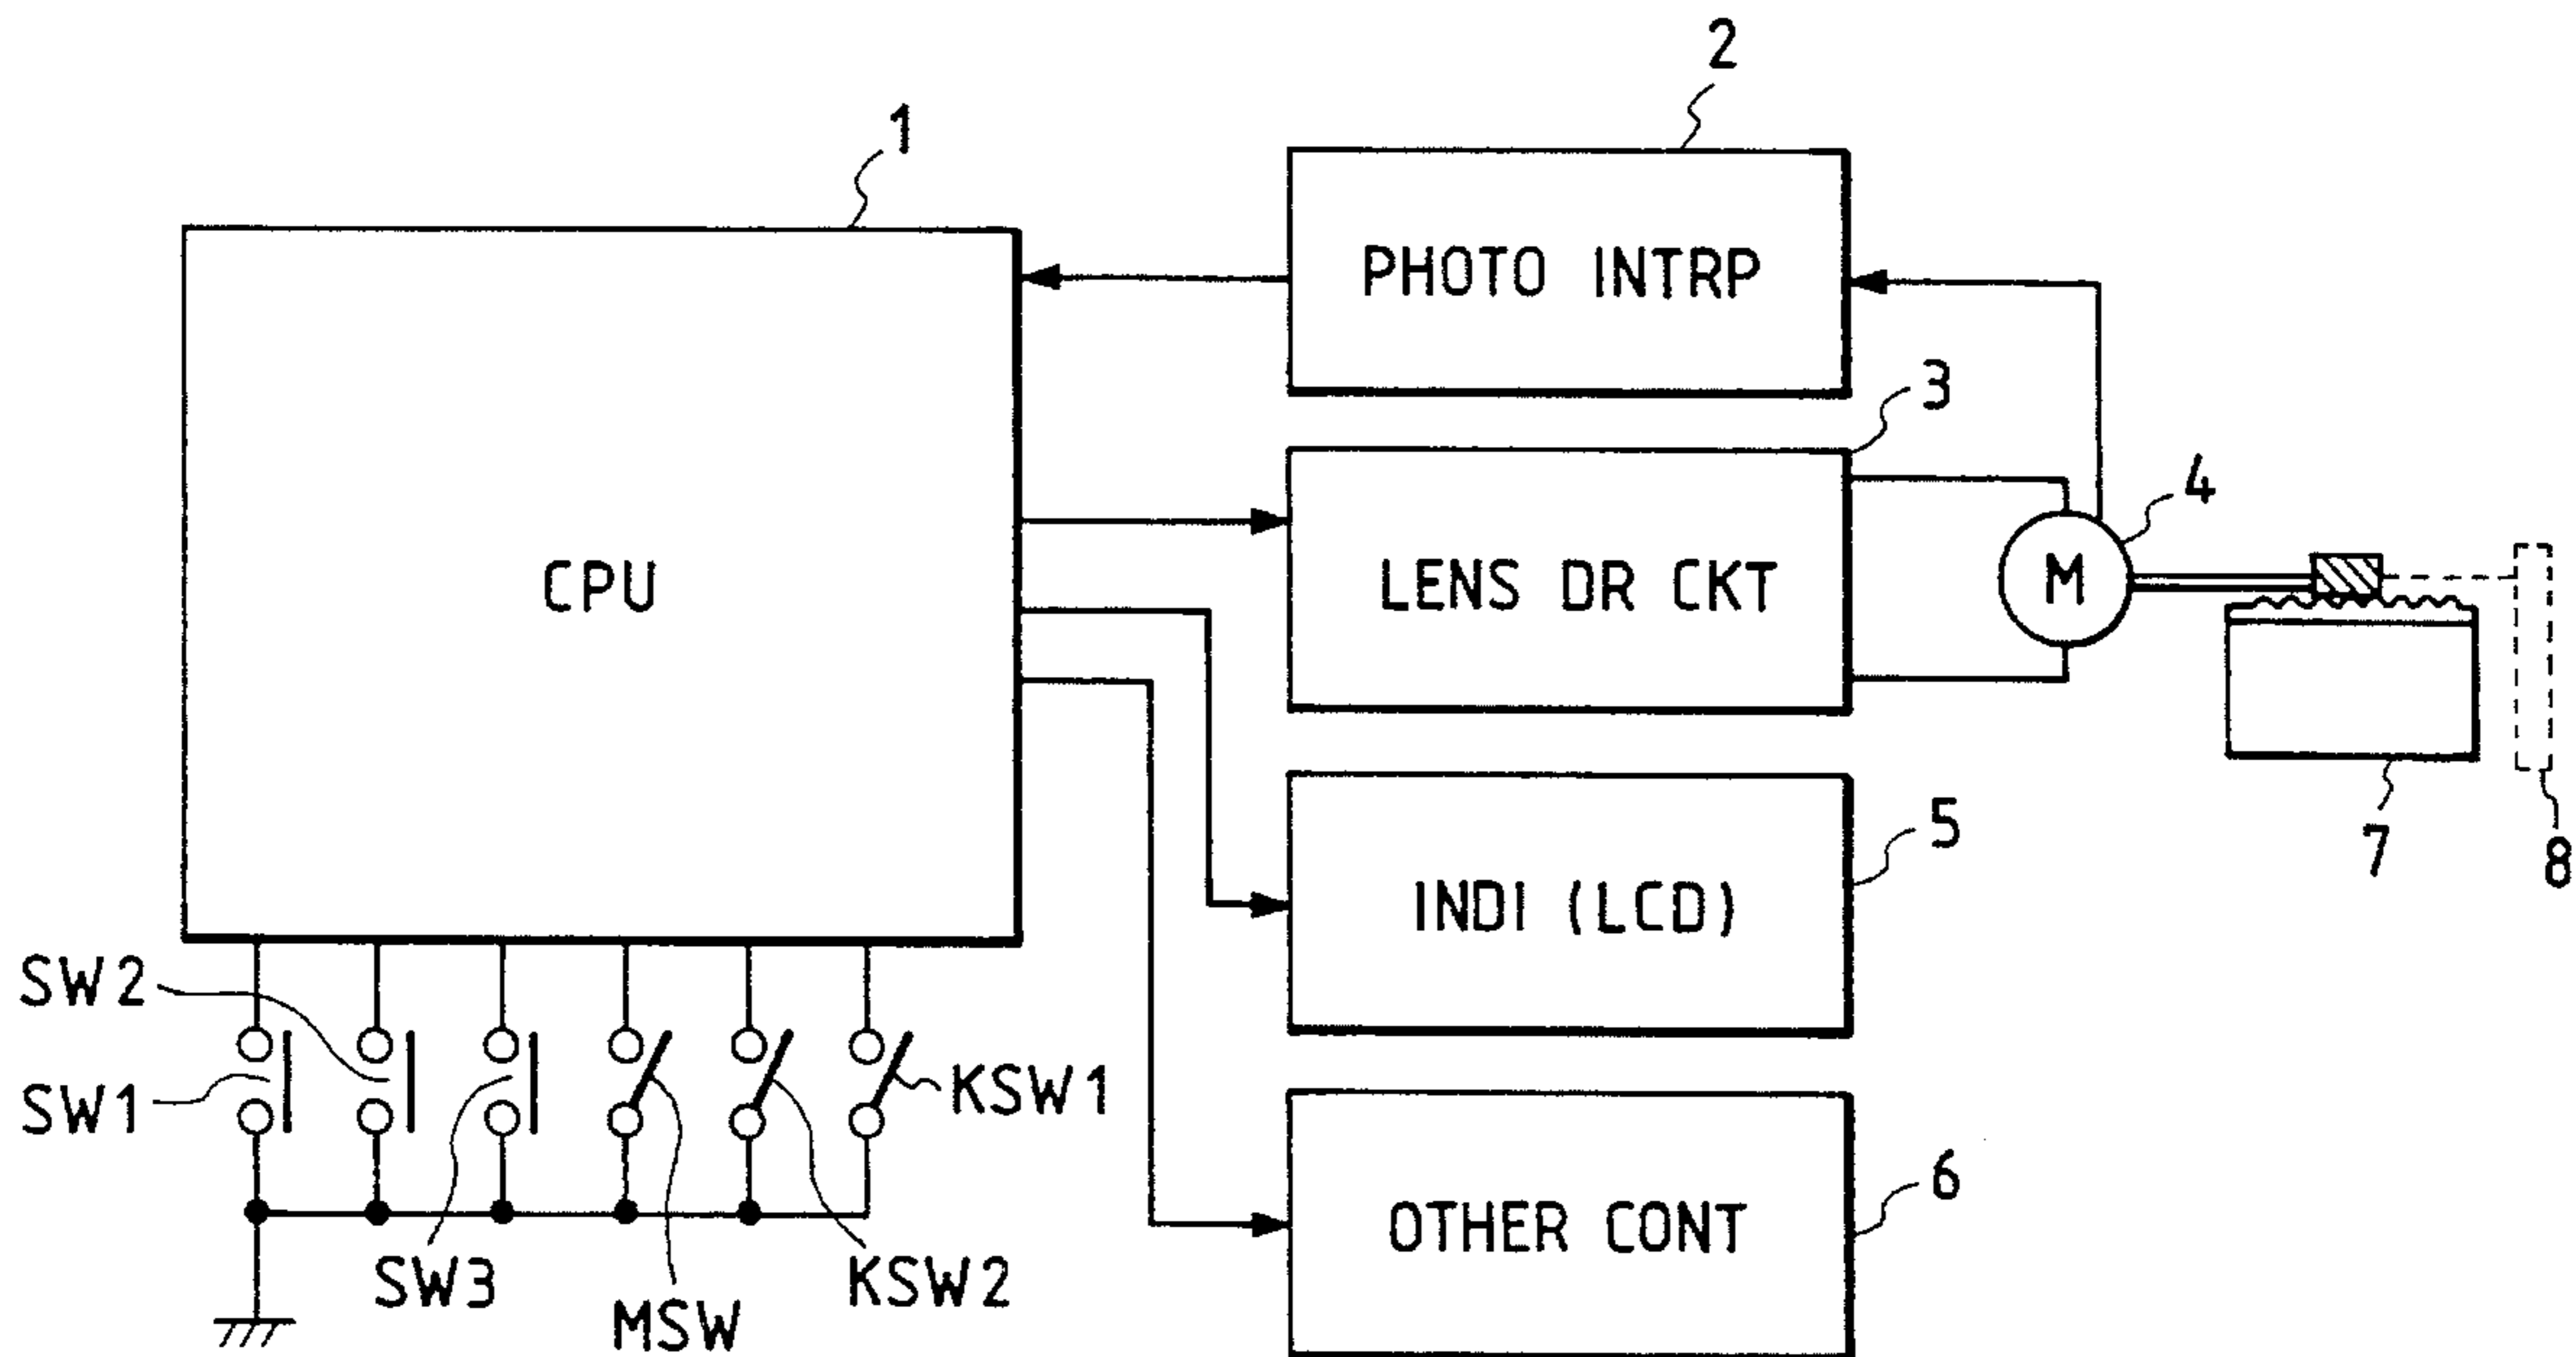 2
1
PHOTO INTRP
3
4
CPU
LENS DR CKT
M
7
8
5
INDI (LCD)
SW2
SW1
KSW1
6
OTHER CONT
SW3
MSW
KSW2